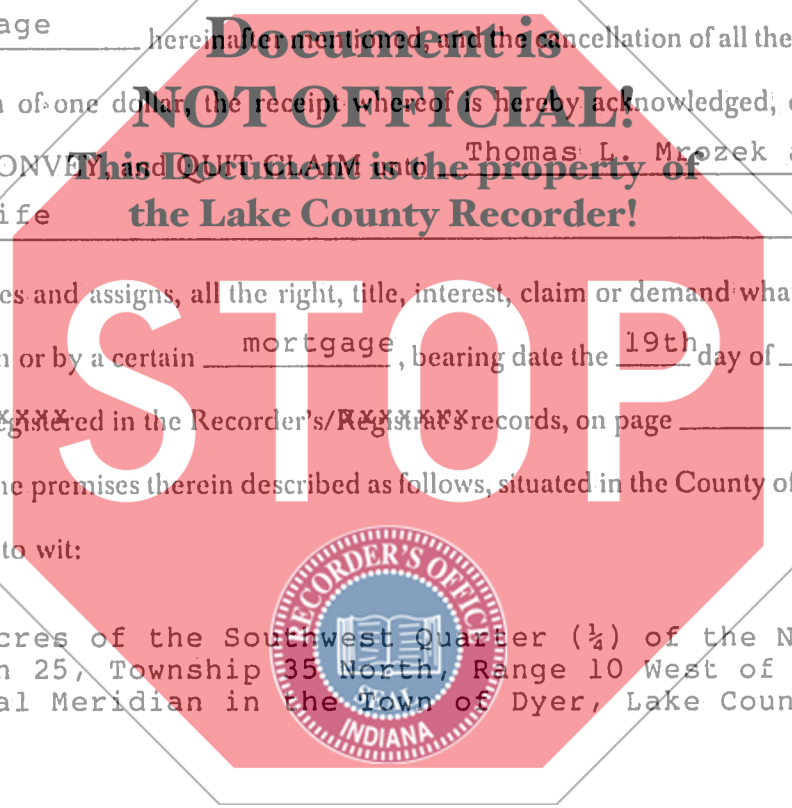 age hereinafter mentioned, and the cancellation of all the
Document is
of one dollar, the receipt whereof is hereby acknowledged,
NOT OFFICIAL!
ONVEY, and QUIT CLAIM unto Thomas L. Mrozek
This Document is the property of
ife
the Lake County Recorder!
es and assigns, all the right, title, interest, claim or demand what
STOP
n or by a certain mortgage, bearing date the 19th day of
egistered in the Recorder's/Registrar's records, on page
he premises therein described as follows, situated in the County of
to wit:
RECORDER'S OFFICE
cres of the Southwest Quarter (¼) of the N
n 25, Township 35 North, Range 10 West of
al Meridian in the Town of Dyer, Lake Coun
SEAL
INDIANA